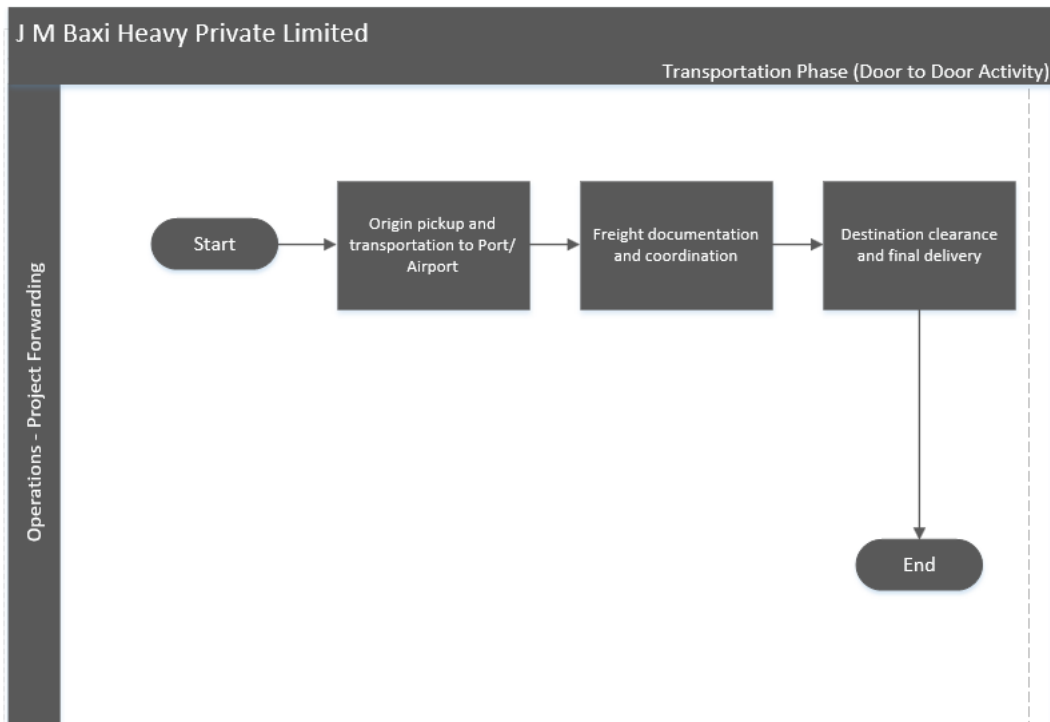 J M Baxi Heavy Private Limited
Transportation Phase (Door to Door Activity)
Operations - Project Forwarding
Start
Origin pickup and
transportation to Port/
Airport
Freight documentation
and coordination
Destination clearance
and final delivery
End